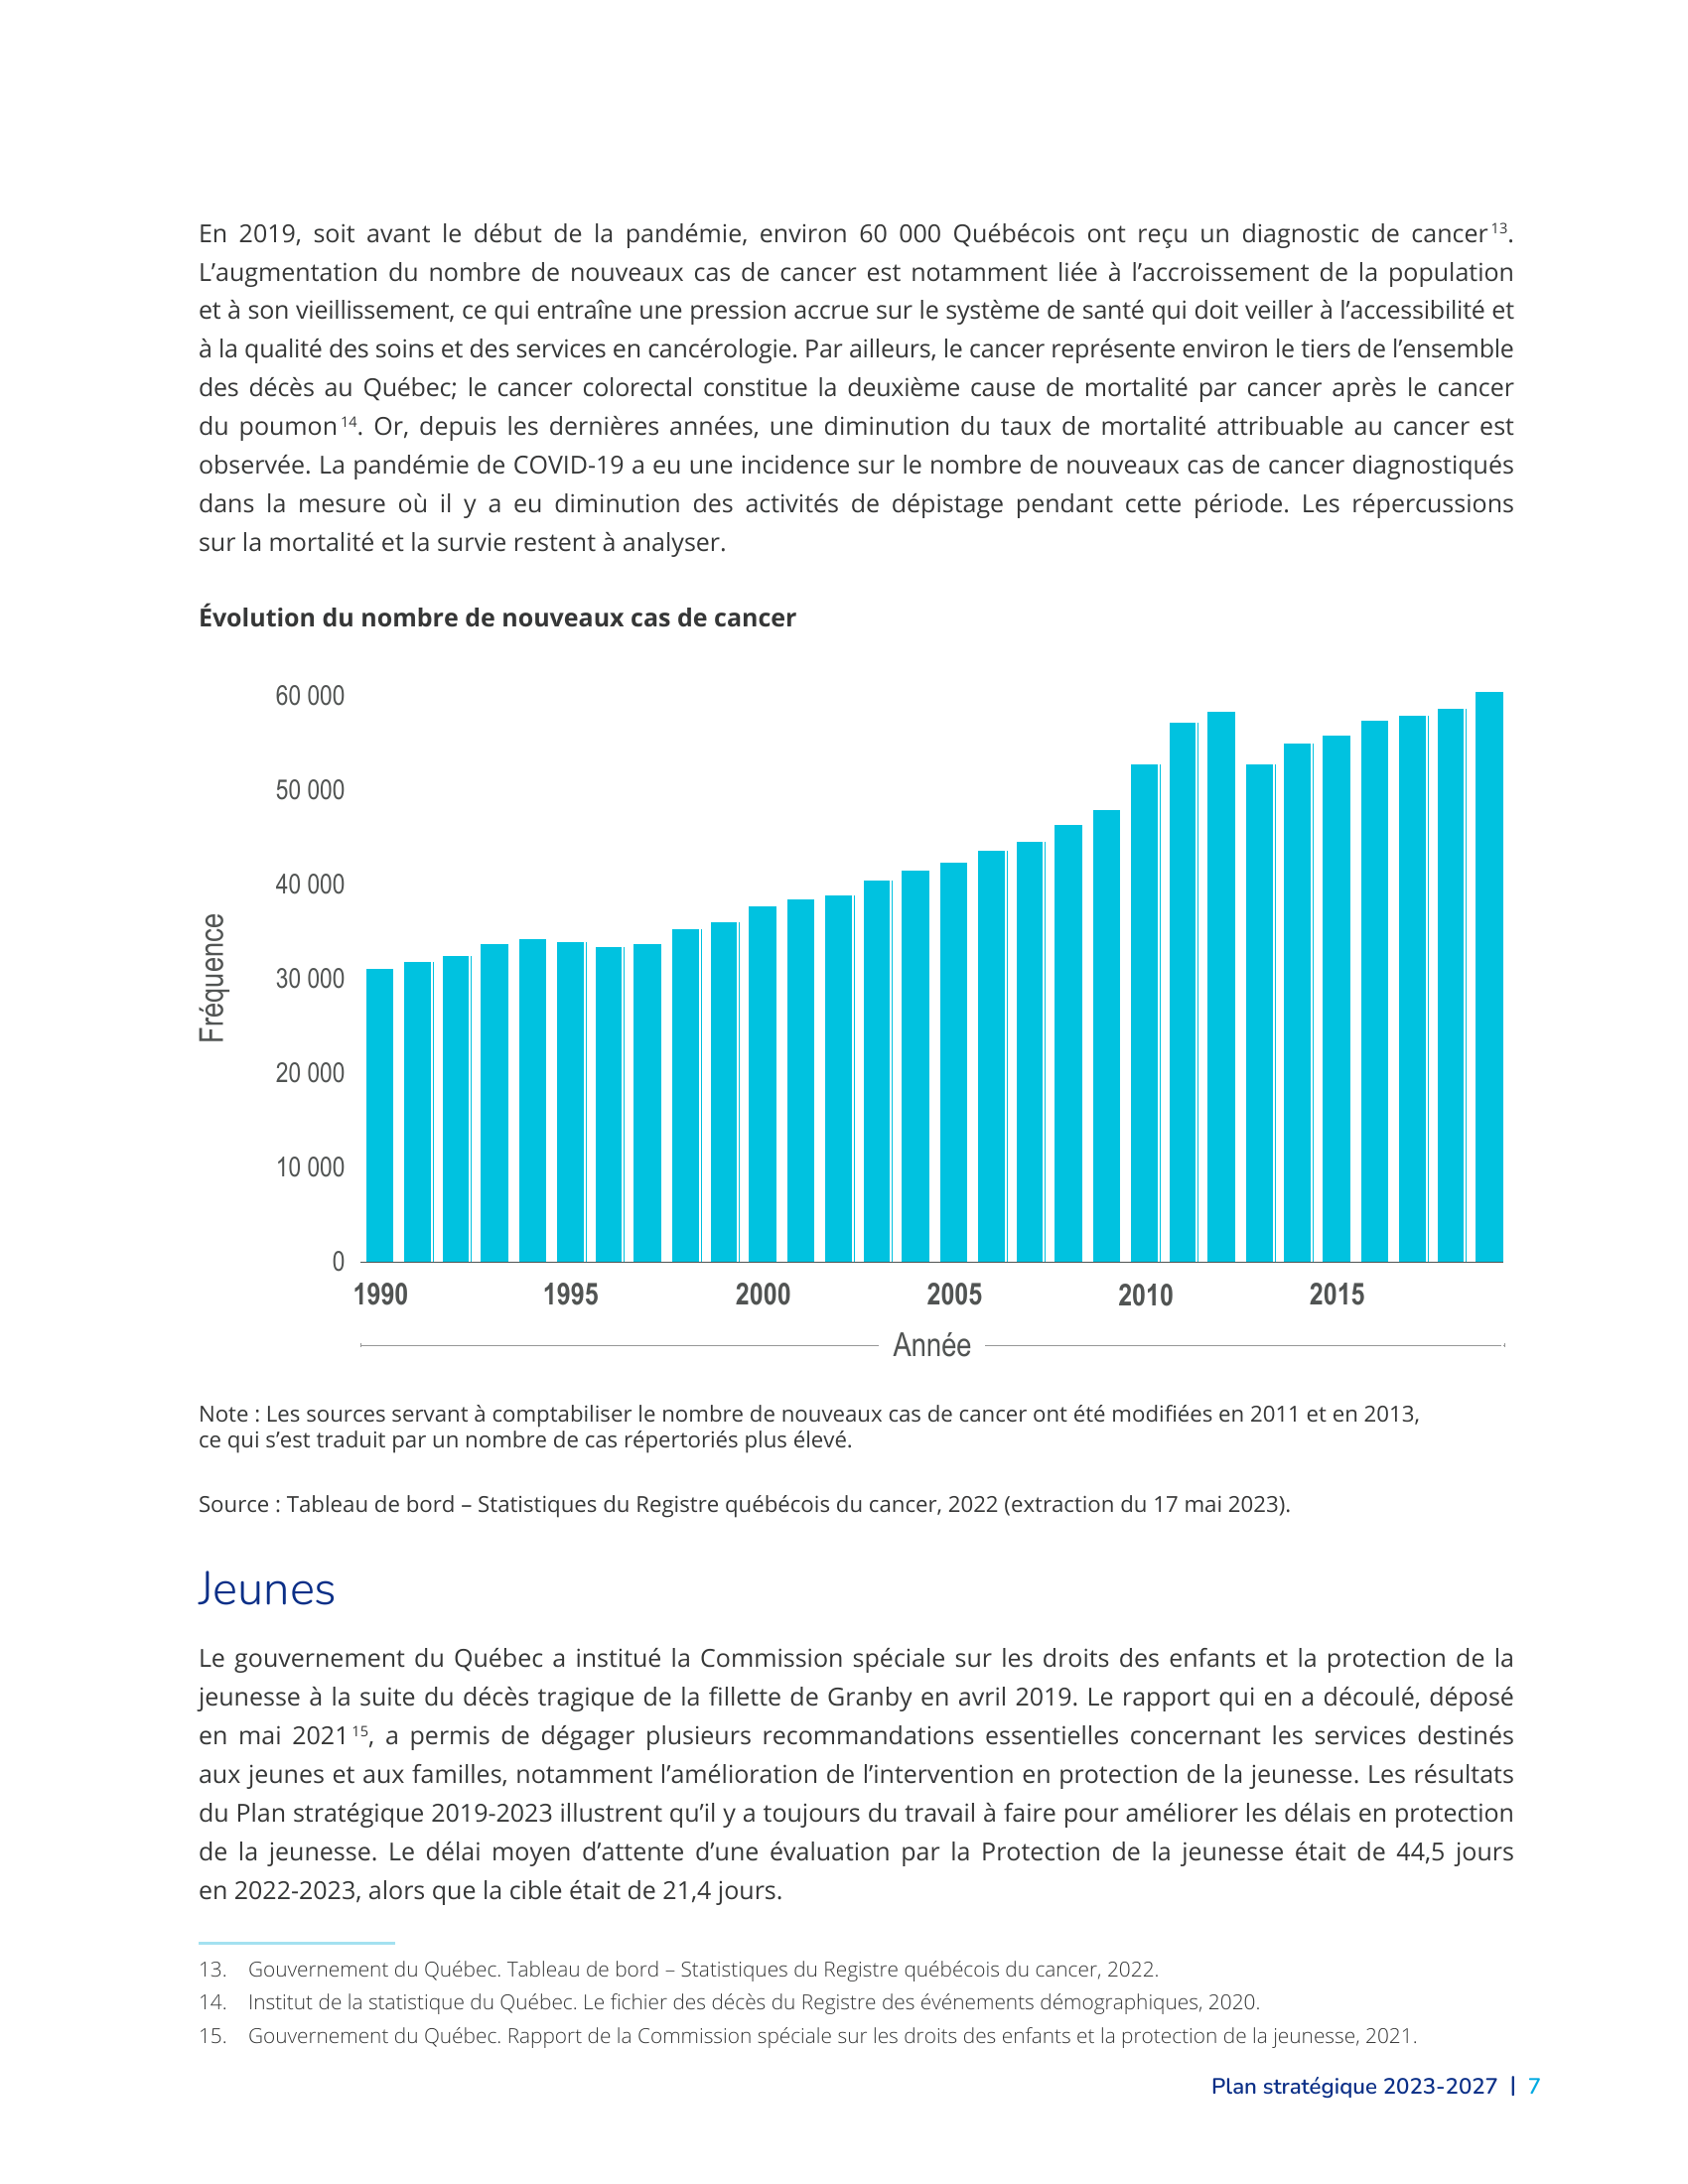 En 2019, soit avant le début de la pandémie, environ 60 000 Québécois ont reçu un diagnostic de cancer 13.
L’augmentation du nombre de nouveaux cas de cancer est notamment liée à l’accroissement de la population
et à son vieillissement, ce qui entraîne une pression accrue sur le système de santé qui doit veiller à l’accessibilité et
à la qualité des soins et des services en cancérologie. Par ailleurs, le cancer représente environ le tiers de l’ensemble
des décès au Québec; le cancer colorectal constitue la deuxième cause de mortalité par cancer après le cancer
du poumon 14. Or, depuis les dernières années, une diminution du taux de mortalité attribuable au cancer est
observée. La pandémie de COVID-19 a eu une incidence sur le nombre de nouveaux cas de cancer diagnostiqués
dans la mesure où il y a eu diminution des activités de dépistage pendant cette période. Les répercussions
sur la mortalité et la survie restent à analyser.
Évolution du nombre de nouveaux cas de cancer
60 000
50 000
40 000
30 000
20 000
10 000
0
Fréquence
1990 1995 2000 2005 2010 2015
Année
Note : Les sources servant à comptabiliser le nombre de nouveaux cas de cancer ont été modifiées en 2011 et en 2013,
ce qui s’est traduit par un nombre de cas répertoriés plus élevé.
Source : Tableau de bord – Statistiques du Registre québécois du cancer, 2022 (extraction du 17 mai 2023).
Jeunes
Le gouvernement du Québec a institué la Commission spéciale sur les droits des enfants et la protection de la
jeunesse à la suite du décès tragique de la fillette de Granby en avril 2019. Le rapport qui en a découlé, déposé
en mai 2021 15, a permis de dégager plusieurs recommandations essentielles concernant les services destinés
aux jeunes et aux familles, notamment l’amélioration de l’intervention en protection de la jeunesse. Les résultats
du Plan stratégique 2019-2023 illustrent qu’il y a toujours du travail à faire pour améliorer les délais en protection
de la jeunesse. Le délai moyen d’attente d’une évaluation par la Protection de la jeunesse était de 44,5 jours
en 2022-2023, alors que la cible était de 21,4 jours.
13. Gouvernement du Québec. Tableau de bord – Statistiques du Registre québécois du cancer, 2022.
14. Institut de la statistique du Québec. Le fichier des décès du Registre des événements démographiques, 2020.
15. Gouvernement du Québec. Rapport de la Commission spéciale sur les droits des enfants et la protection de la jeunesse, 2021.
Plan stratégique 2023-2027 | 7